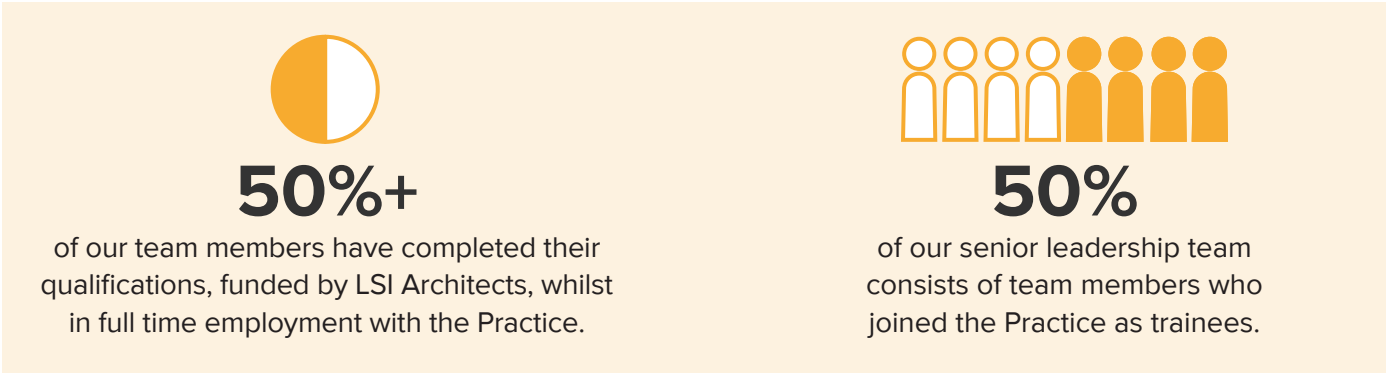 50%+
of our team members have completed their
qualifications, funded by LSI Architects, whilst
in full time employment with the Practice.
50%
of our senior leadership team
consists of team members who
joined the Practice as trainees.